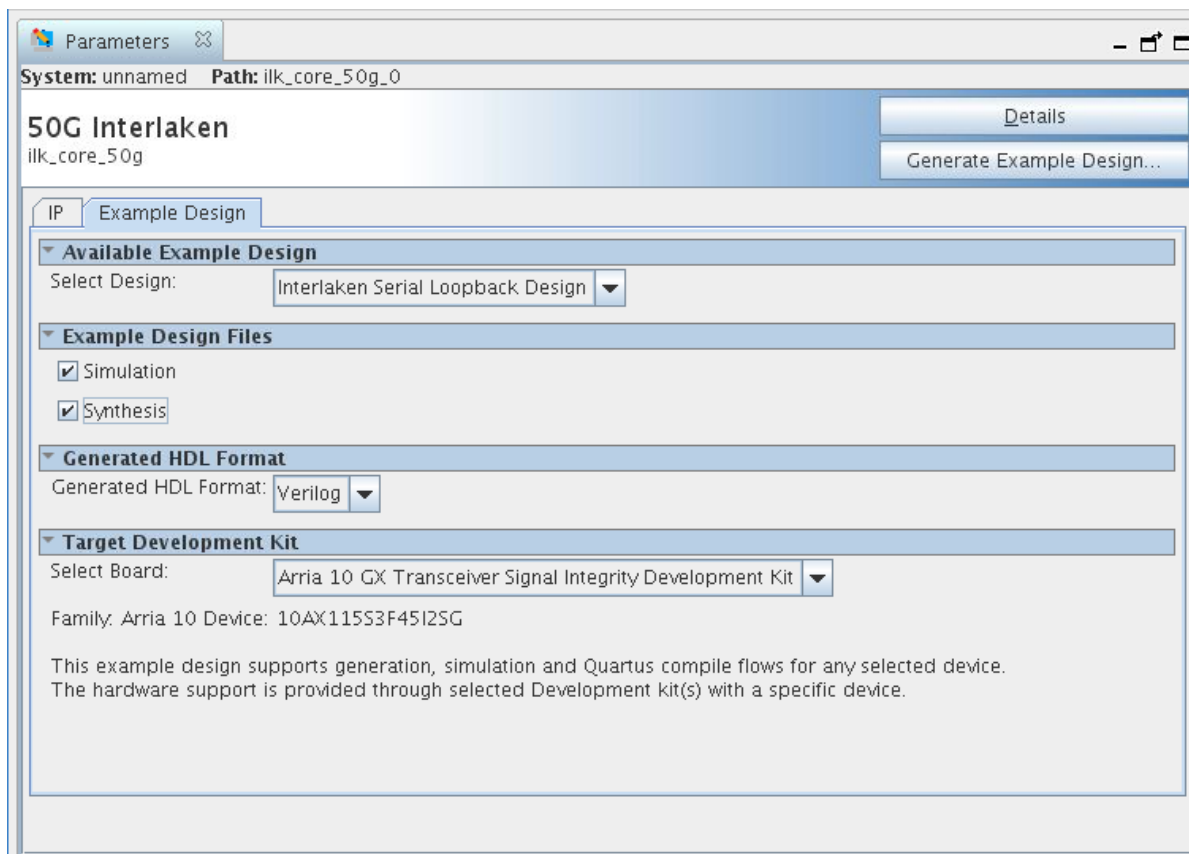 Parameters
System: unnamed Path: ilk_core_50g_0
50G Interlaken
ilk_core_50g
Details
Generate Example Design...
IP Example Design
Available Example Design
Select Design: Interlaken Serial Loopback Design
Example Design Files
Simulation
Synthesis
Generated HDL Format
Generated HDL Format: Verilog
Target Development Kit
Select Board: Arria 10 GX Transceiver Signal Integrity Development Kit
Family: Arria 10 Device: 10AX115S3F45I2SG
This example design supports generation, simulation and Quartus compile flows for any selected device.
The hardware support is provided through selected Development kit(s) with a specific device.